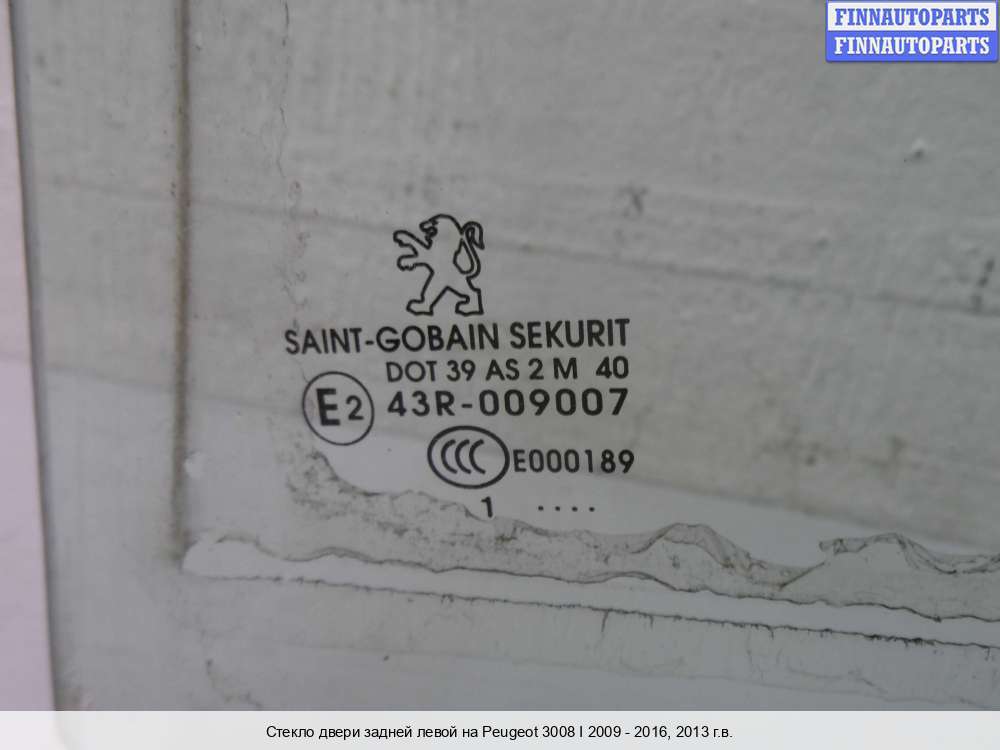 FINNAUTOPARTS
FINNAUTOPARTS
SAINT-GOBAIN SEKURIT
DOT 39 AS 2 M 40
E2 43R-009007
CCC E000189
1 ....
Стекло двери задней левой на Peugeot 3008 I 2009 - 2016, 2013 г.в.